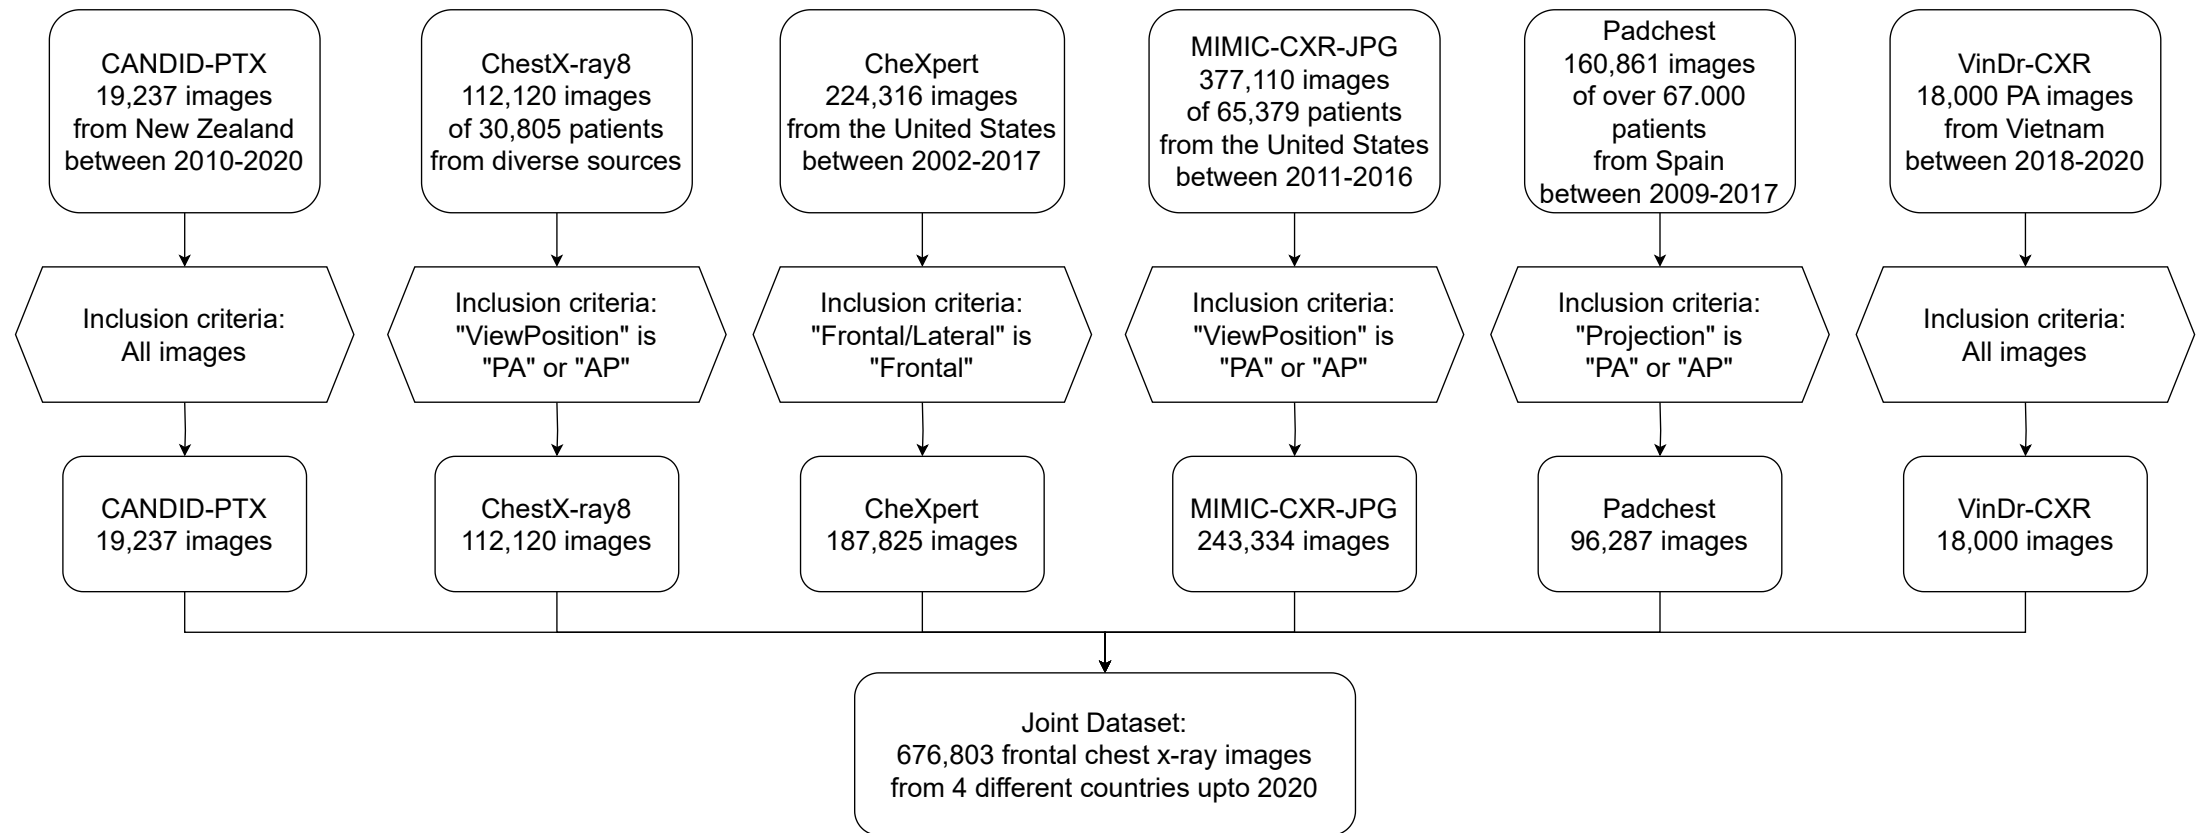 CANDID-PTX
19,237 images
from New Zealand
between 2010-2020
ChestX-ray8
112,120 images
of 30,805 patients
from diverse sources
CheXpert
224,316 images
from the United States
between 2002-2017
MIMIC-CXR-JPG
377,110 images
of 65,379 patients
from the United States
between 2011-2016
Padchest
160,861 images
of over 67.000
patients
from Spain
between 2009-2017
VinDr-CXR
18,000 PA images
from Vietnam
between 2018-2020
Inclusion criteria:
All images
Inclusion criteria:
"ViewPosition" is
"PA" or "AP"
Inclusion criteria:
"Frontal/Lateral" is
"Frontal"
Inclusion criteria:
"ViewPosition" is
"PA" or "AP"
Inclusion criteria:
"Projection" is
"PA" or "AP"
Inclusion criteria:
All images
CANDID-PTX
19,237 images
ChestX-ray8
112,120 images
CheXpert
187,825 images
MIMIC-CXR-JPG
243,334 images
Padchest
96,287 images
VinDr-CXR
18,000 images
Joint Dataset:
676,803 frontal chest x-ray images
from 4 different countries upto 2020